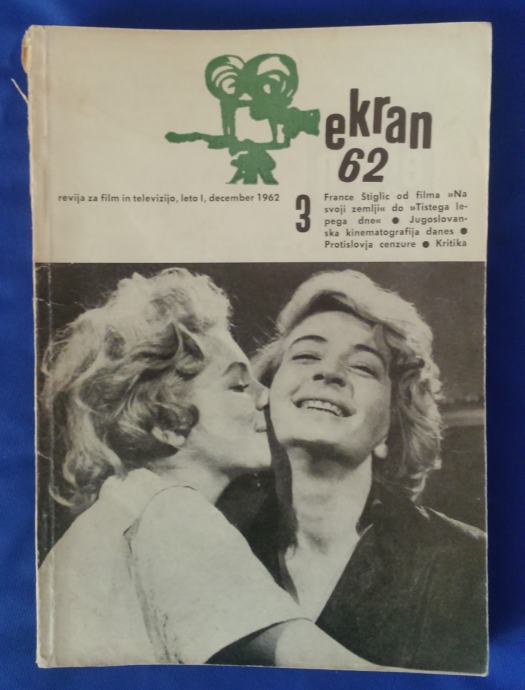 ekran
62
revija za film in televizijo, leto I, december 1962
3
France Štiglic od filma »Na
svoji zemlji« do »Tistega le-
pega dne« ● Jugoslovan-
ska kinematografija danes ●
Protislovja cenzure ● Kritika